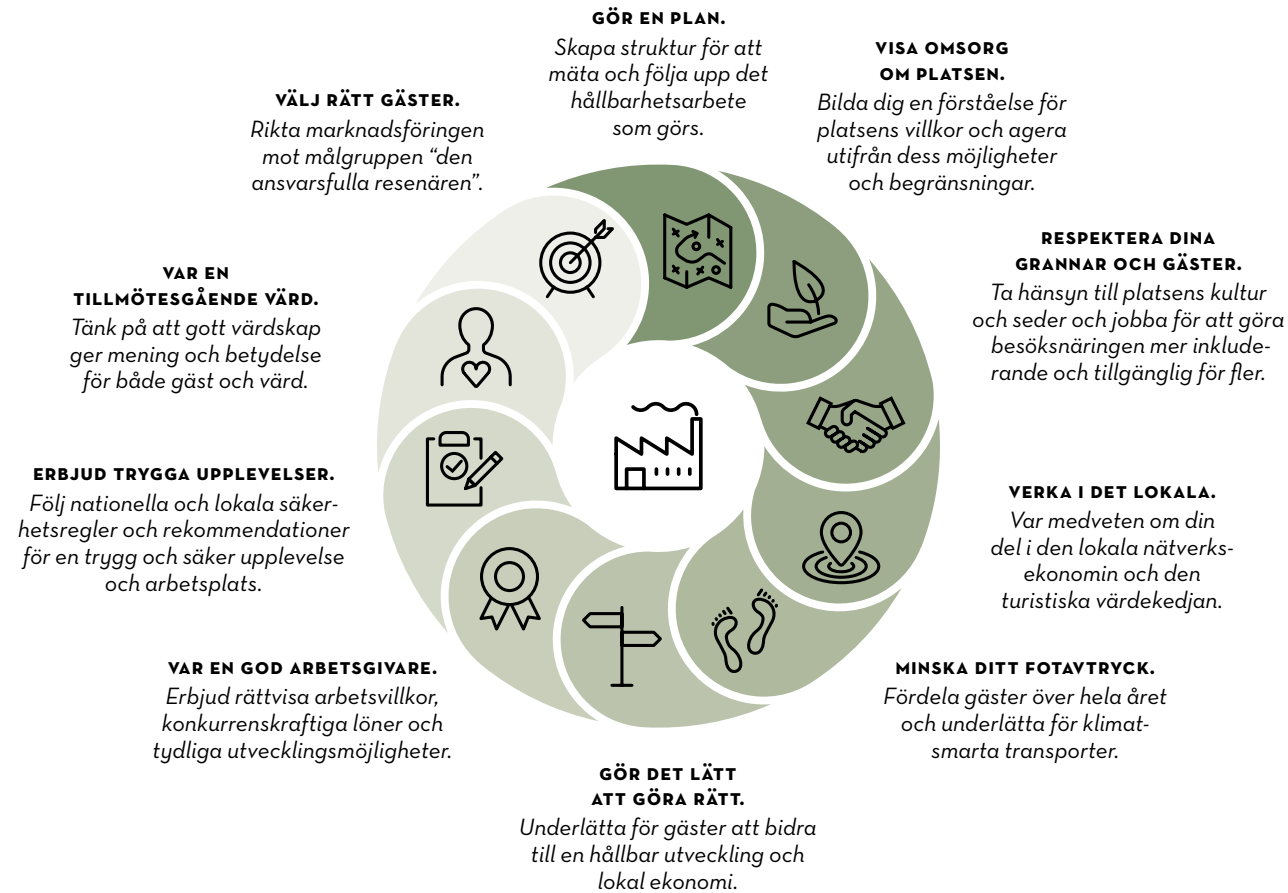 GÖR EN PLAN.
Skapa struktur för att
mäta och följa upp det
hållbarhetsarbete
som görs.
VISA OMSORG
OM PLATSEN.
Bilda dig en förståelse för
platsens villkor och agera
utifrån dess möjligheter
och begränsningar.
RESPEKTERA DINA
GRANNAR OCH GÄSTER.
Ta hänsyn till platsens kultur
och seder och jobba för att göra
besöksnäringen mer inklude-
rande och tillgänglig för fler.
VERKA I DET LOKALA.
Var medveten om din
del i den lokala nätverks-
ekonomin och den
turistiska värdekedjan.
MINSKA DITT FOTAVTRYCK.
Fördela gäster över hela året
och underlätta för klimat-
smarta transporter.
GÖR DET LÄTT
ATT GÖRA RÄTT.
Underlätta för gäster att bidra
till en hållbar utveckling och
lokal ekonomi.
VAR EN GOD ARBETSGIVARE.
Erbjud rättvisa arbetsvillkor,
konkurrenskraftiga löner och
tydliga utvecklingsmöjligheter.
ERBJUD TRYGGA UPPLEVELSER.
Följ nationella och lokala säker-
hetsregler och rekommendationer
för en trygg och säker upplevelse
och arbetsplats.
VAR EN
TILLMÖTESGÅENDE VÄRD.
Tänk på att gott värdskap
ger mening och betydelse
för både gäst och värd.
VÄLJ RÄTT GÄSTER.
Rikta marknadsföringen
mot målgruppen “den
ansvarsfulla resenären”.